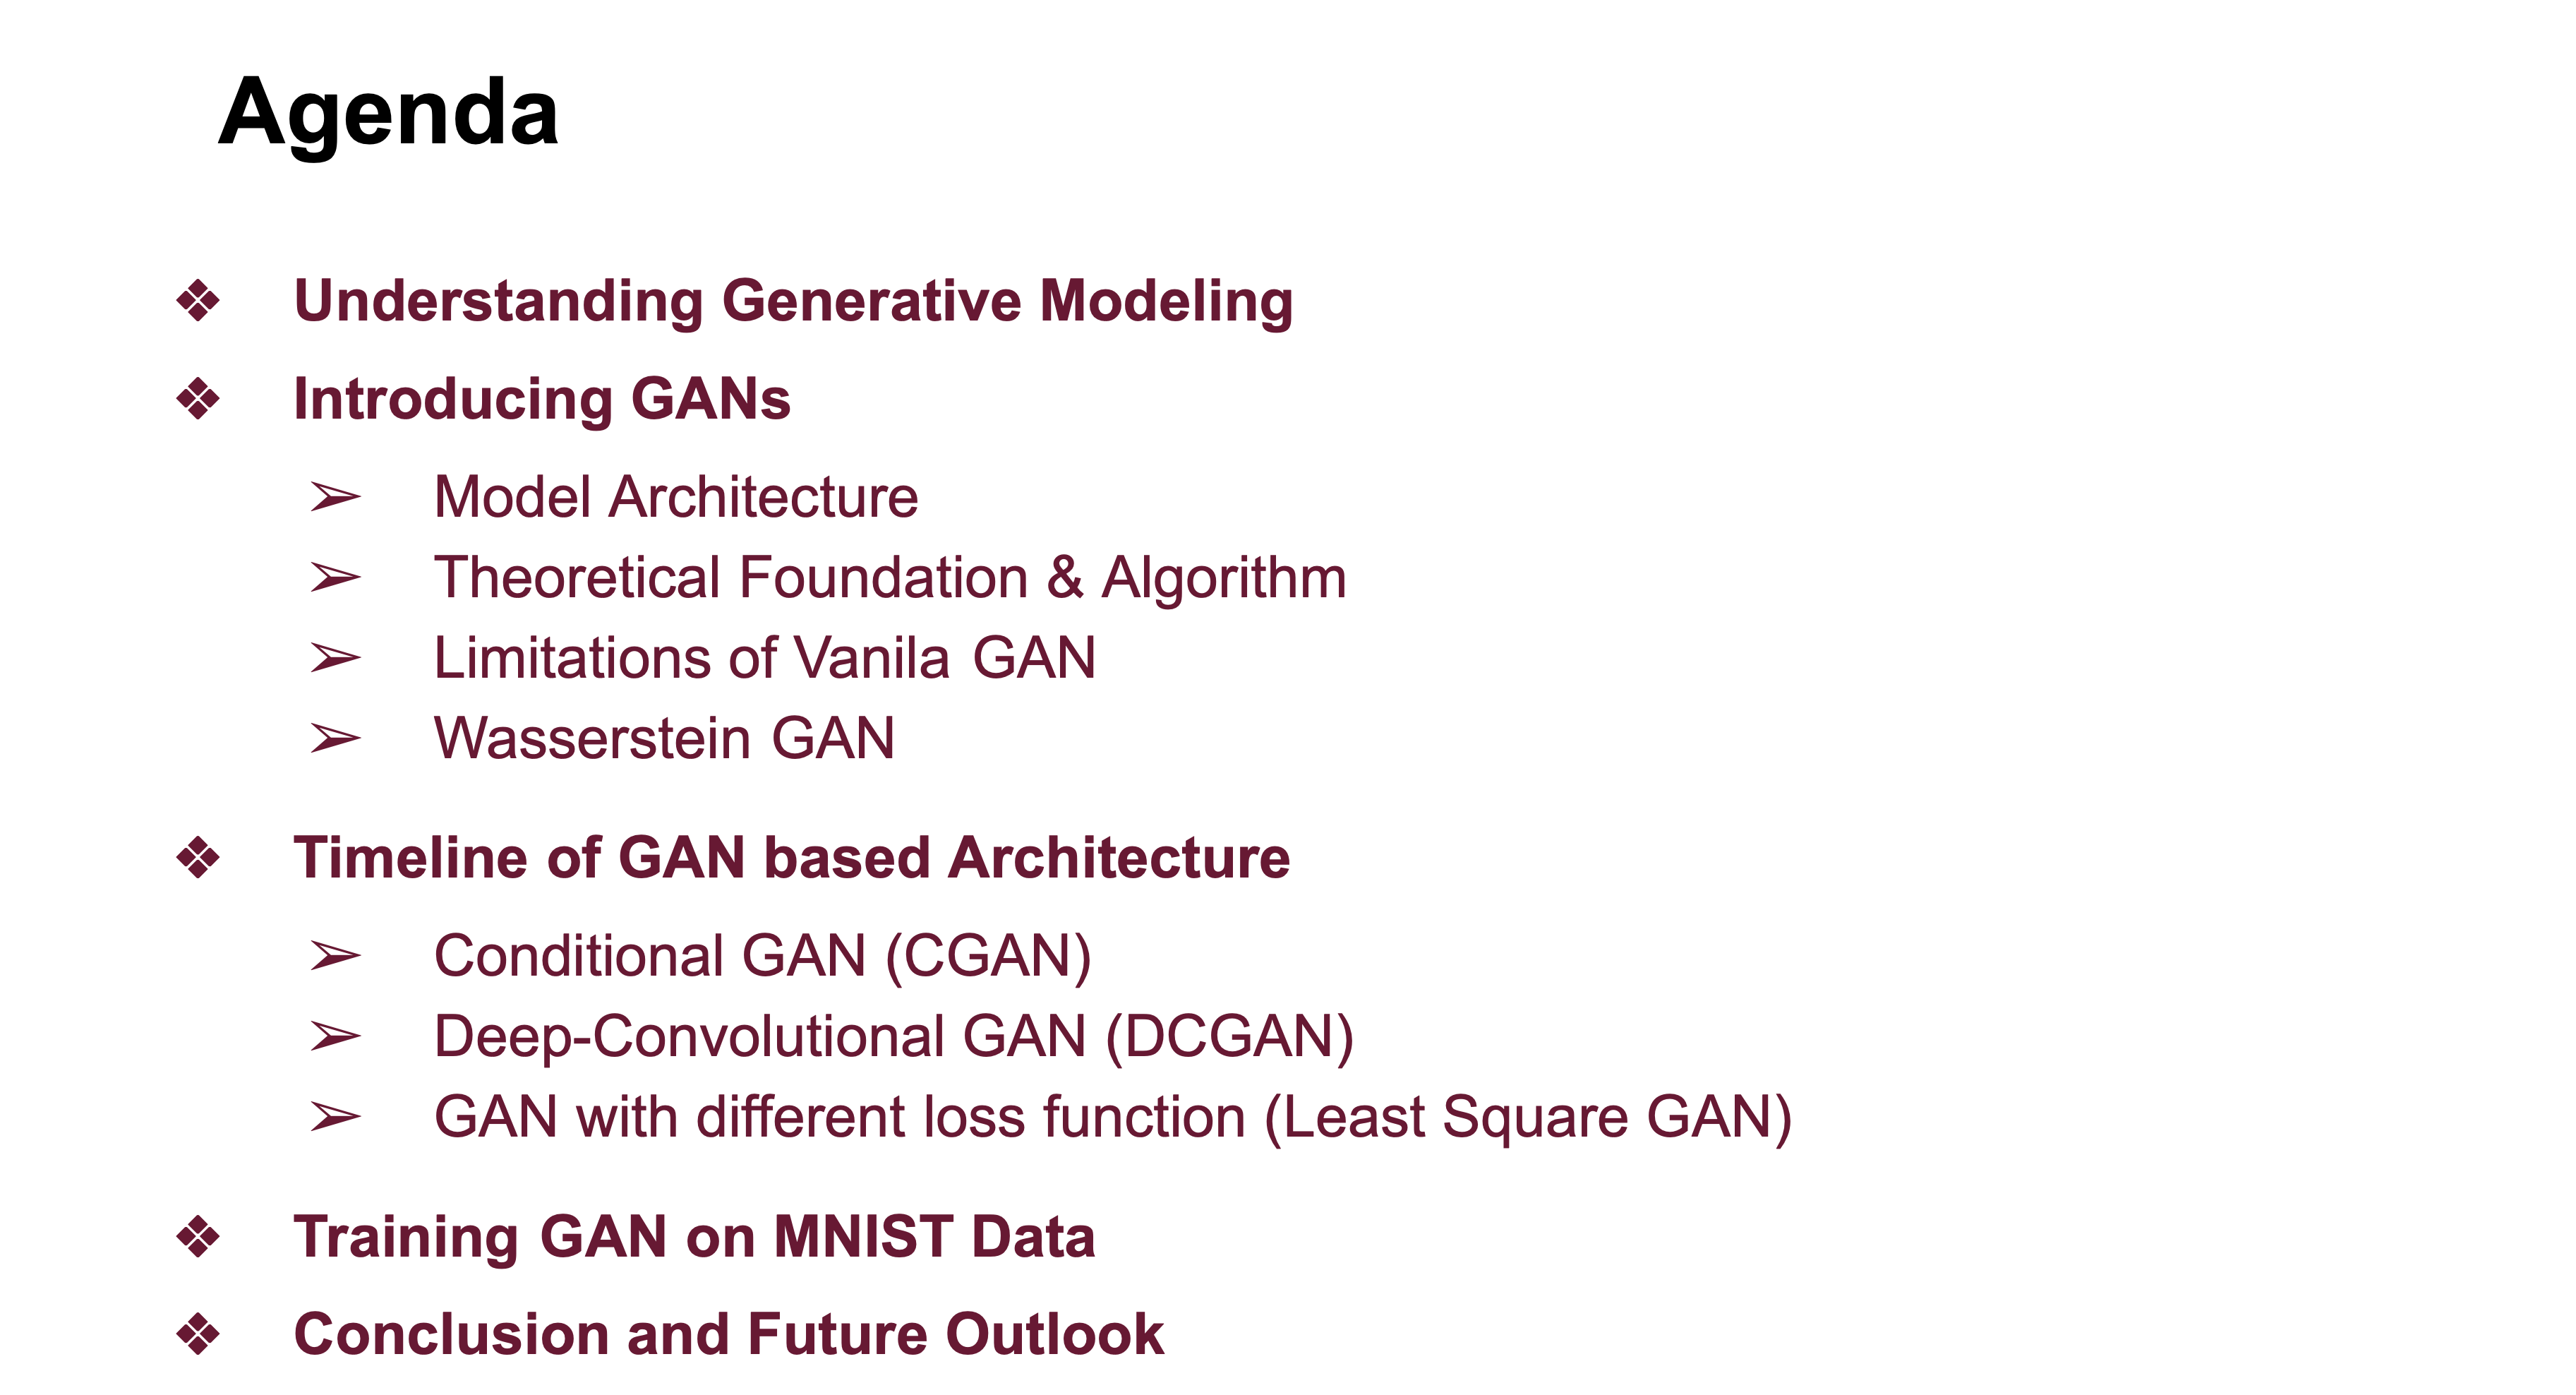 Agenda
❖ Understanding Generative Modeling
❖ Introducing GANs
➢ Model Architecture
➢ Theoretical Foundation & Algorithm
➢ Limitations of Vanila GAN
➢ Wasserstein GAN
❖ Timeline of GAN based Architecture
➢ Conditional GAN (CGAN)
➢ Deep-Convolutional GAN (DCGAN)
➢ GAN with different loss function (Least Square GAN)
❖ Training GAN on MNIST Data
❖ Conclusion and Future Outlook